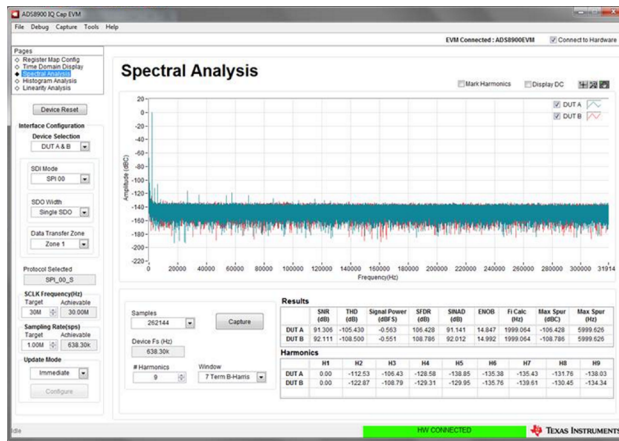 ADS8900 IQ Cap EVM
File Debug Capture Tools Help
EVM Connected : ADS8900EVM
Connect to Hardware
Pages
Register Map Config
Time Domain Display
Spectral Analysis
Histogram Analysis
Linearity Analysis
Device Reset
Interface Configuration
Device Selection
DUT A & B
SDI Mode
SPI 00
SDO Width
Single SDO
Data Transfer Zone
Zone 1
Protocol Selected
SPI_00_S
SCLK Frequency(Hz)
Target Achievable
30M 30.00M
Sampling Rate(sps)
Target Achievable
1.00M 638.30k
Update Mode
Immediate
Configure
Spectral Analysis
Mark Harmonics Display DC
DUT A
DUT B
Amplitude (dBC)
20
0
-20
-40
-60
-80
-100
-120
-140
-160
-180
-200
-220
0 20000 40000 60000 80000 100000 120000 140000 160000 180000 200000 220000 240000 260000 280000 300000 31914
Frequency(Hz)
Samples
262144
Capture
Device Fs (Hz)
638.30k
# Harmonics
9
Window
7 Term B-Harris
Results
SNR (dB) THD (dB) Signal Power (dBFS) SFDR (dB) SINAD (dB) ENOB Fi Calc (Hz) Max Spur (dBC) Max Spur (Hz)
DUT A 91.306 -105.430 -0.563 106.428 91.141 14.847 1999.064 -106.428 5999.626
DUT B 92.111 -108.500 -0.551 108.786 92.012 14.992 1999.064 -108.786 5999.626
Harmonics
H1 H2 H3 H4 H5 H6 H7 H8 H9
DUT A 0.00 -112.53 -106.43 -128.58 -138.85 -135.38 -135.43 -131.76 -138.03
DUT B 0.00 -122.87 -108.79 -129.31 -129.95 -135.76 -139.61 -130.45 -134.34
Idle
HW CONNECTED
TEXAS INSTRUMENTS